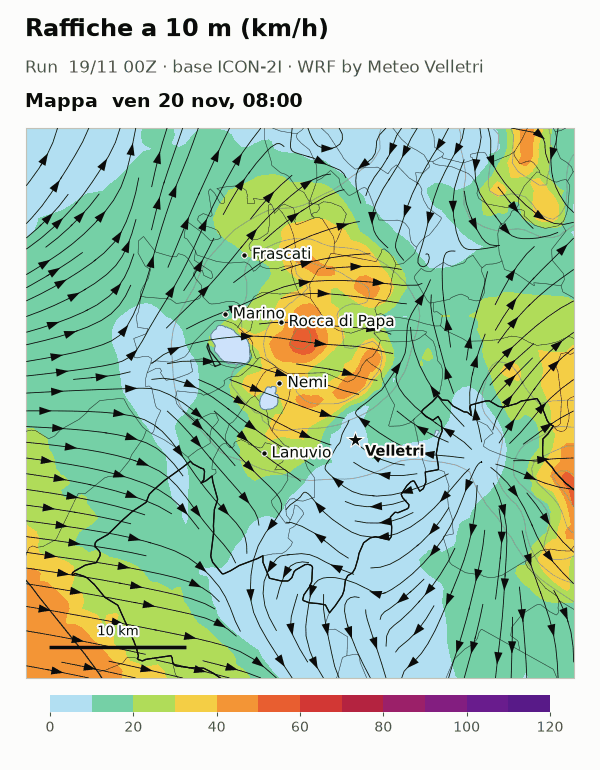 Raffiche a 10 m (km/h)
Run 19/11 00Z · base ICON-2I · WRF by Meteo Velletri
Mappa ven 20 nov, 08:00
Frascati
Marino
Rocca di Papa
Nemi
Velletri
Lanuvio
10 km
0 20 40 60 80 100 120